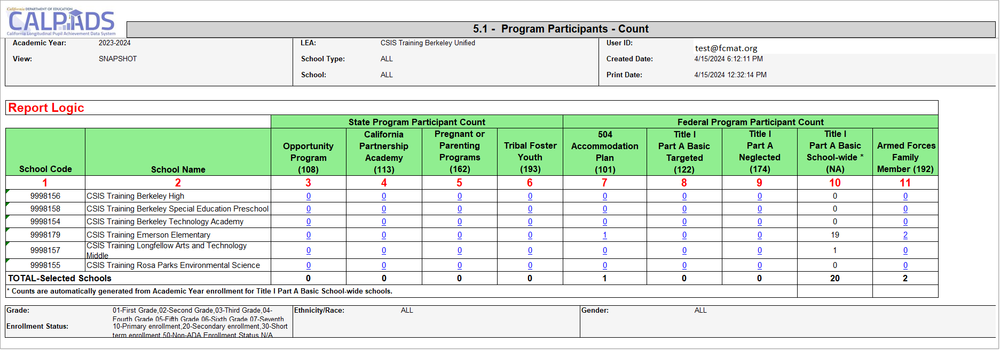 California DEPARTMENT OF EDUCATION
CALPADS
California Longitudinal Pupil Achievement Data System
5.1 - Program Participants - Count
Academic Year: 2023-2024 LEA: CSIS Training Berkeley Unified User ID: test@fcmat.org
View: SNAPSHOT School Type: ALL Created Date: 4/15/2024 6:12:11 PM
School: ALL Print Date: 4/15/2024 12:32:14 PM
Report Logic
State Program Participant Count Federal Program Participant Count
School Code
School Name
Opportunity
Program
(108)
California
Partnership
Academy
(113)
Pregnant or
Parenting
Programs
(162)
Tribal Foster
Youth
(193)
504
Accommodation
Plan
(101)
Title I
Part A Basic
Targeted
(122)
Title I
Part A
Neglected
(174)
Title I
Part A Basic
School-wide *
(NA)
Armed Forces
Family
Member (192)
1 2 3 4 5 6 7 8 9 10 11
9998156 CSIS Training Berkeley High 0 0 0 0 0 0 0 0 0
9998158 CSIS Training Berkeley Special Education Preschool 0 0 0 0 0 0 0 0 0
9998154 CSIS Training Berkeley Technology Academy 0 0 0 0 0 0 0 0 0
9998179 CSIS Training Emerson Elementary 0 0 0 0 1 0 0 19 2
9998157 CSIS Training Longfellow Arts and Technology
Middle 0 0 0 0 0 0 0 1 0
9998155 CSIS Training Rosa Parks Environmental Science 0 0 0 0 0 0 0 0 0
TOTAL-Selected Schools 0 0 0 0 1 0 0 20 2
* Counts are automatically generated from Academic Year enrollment for Title I Part A Basic School-wide schools.
Grade: 01-First Grade,02-Second Grade,03-Third Grade,04- Ethnicity/Race: ALL Gender: ALL
Fourth Grade,05-Fifth Grade,06-Sixth Grade,07-Seventh
Enrollment Status: 10-Primary enrollment,20-Secondary enrollment,30-Short
term enrollment,50-Non-ADA Enrollment Status,N/A